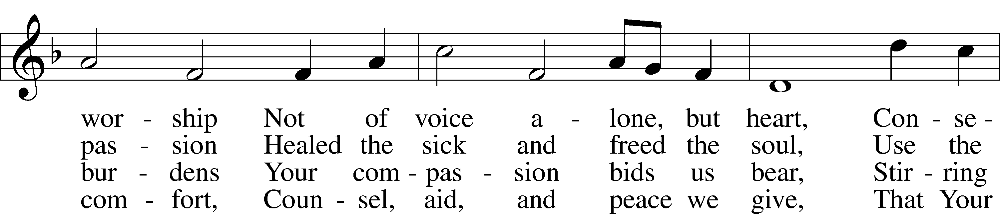 wor - ship Not of voice a - lone, but heart, Con - se -
pas - sion Healed the sick and freed the soul, Use the
bur - dens Your com - pas - sion bids us bear, Stir - ring
com - fort, Coun - sel, aid, and peace we give, That Your